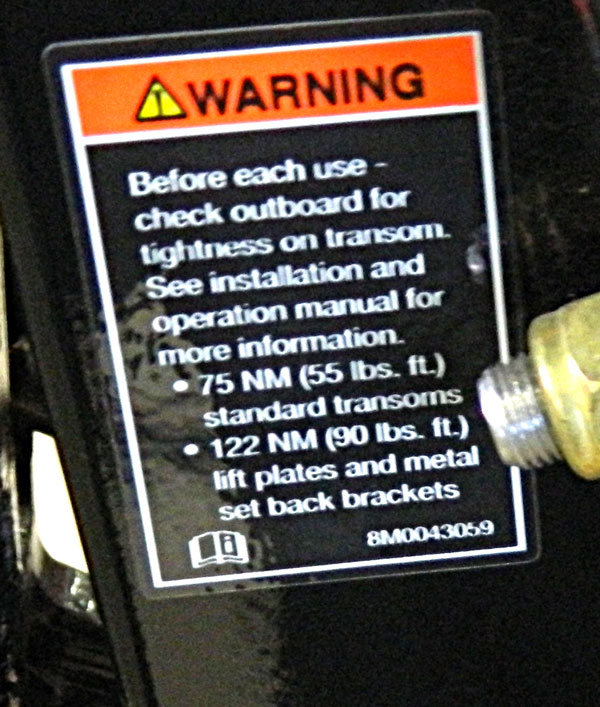 WARNING
Before each use -
check outboard for
tightness on transom.
See installation and
operation manual for
more information.
• 75 NM (55 lbs. ft.)
standard transoms
• 122 NM (90 lbs. ft.)
lift plates and metal
set back brackets
8M0043059